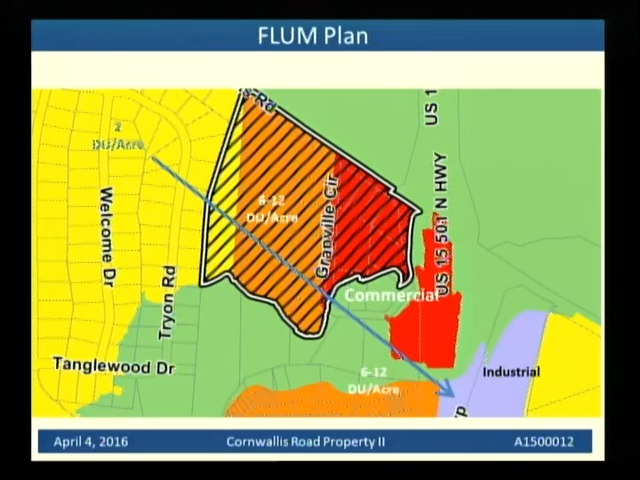 FLUM Plan
s Rd
US 1
2
DU/Acre
6-12
DU/Acre
Granville Cir
US 15 501 N HWY
Welcome Dr
Tryon Rd
Commercial
Tanglewood Dr
6-12
DU/Acre
Industrial
April 4, 2016
Cornwallis Road Property II
A1500012